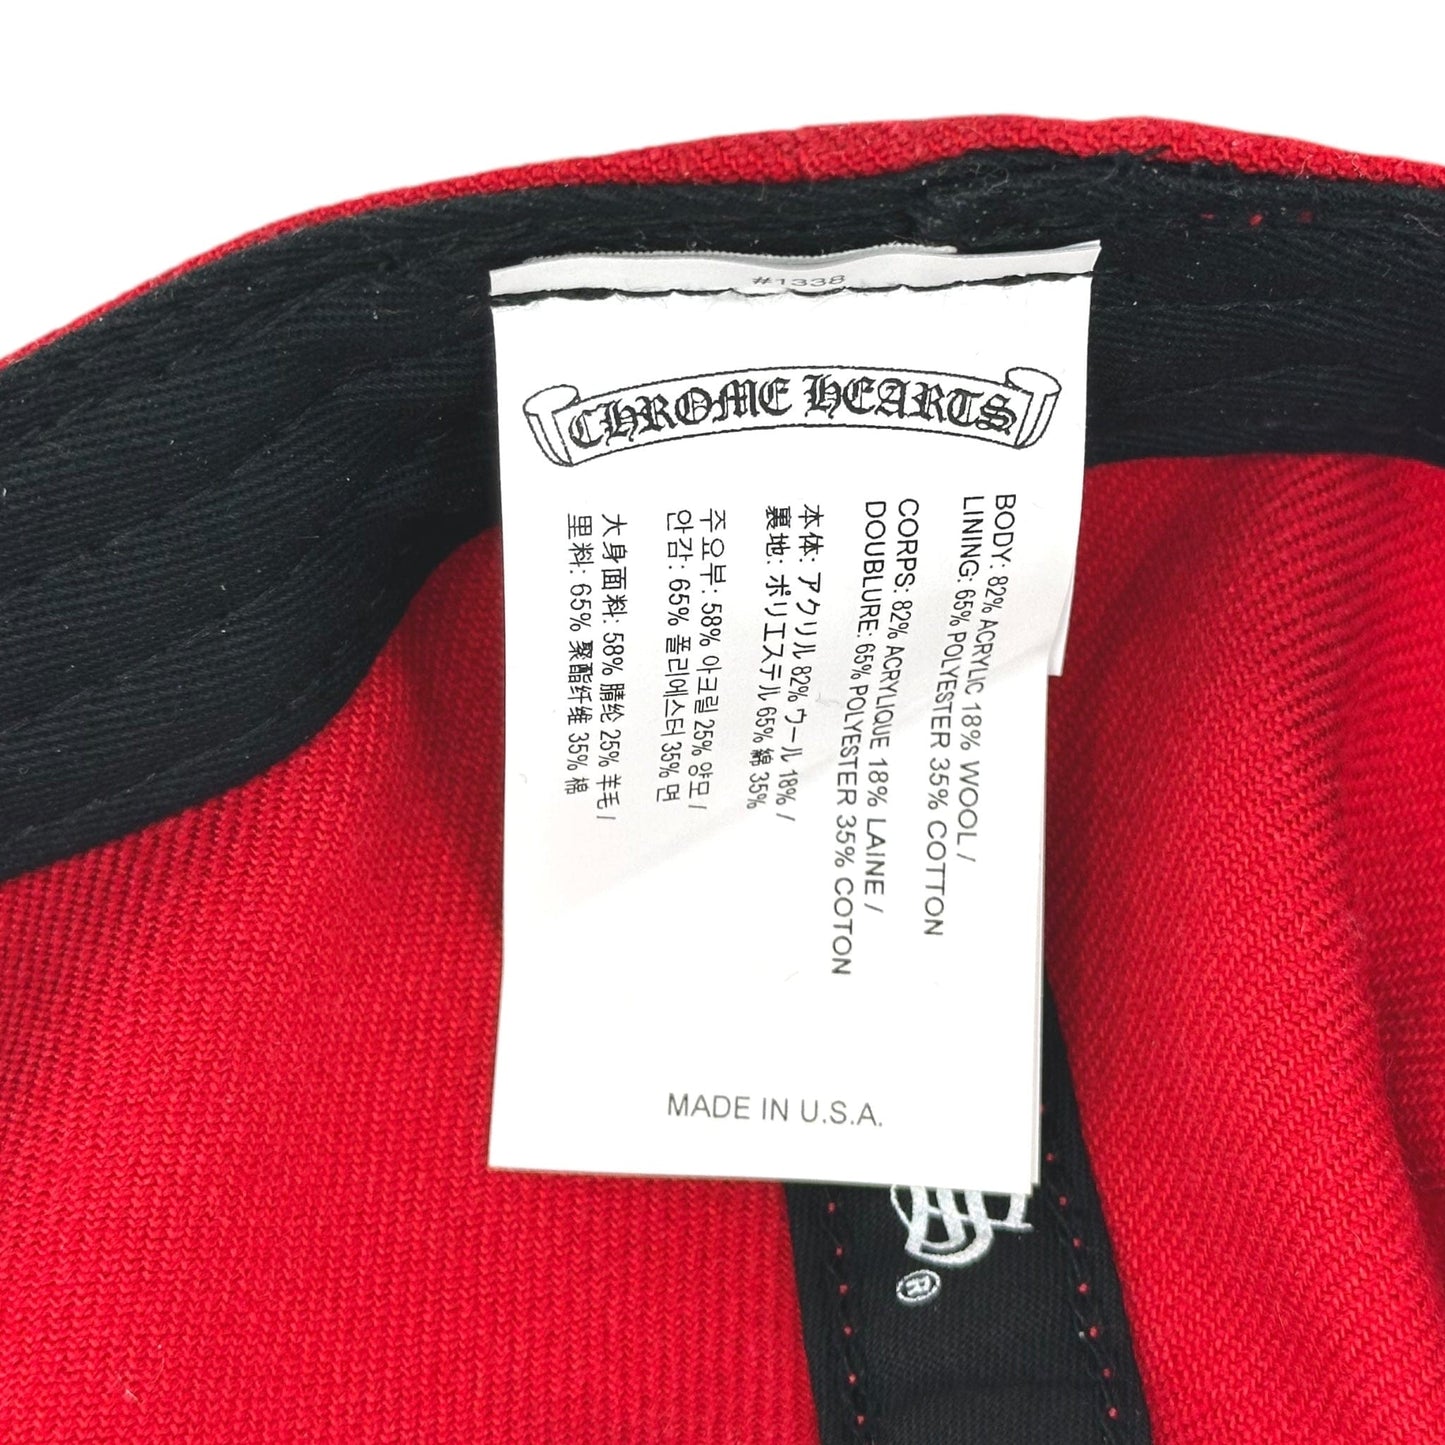 #1338
CHROME HEARTS
BODY: 82% ACRYLIC 18% WOOL /
LINING: 65% POLYESTER 35% COTTON
CORPS: 82% ACRYLIQUE 18% LAINE /
DOUBLURE: 65% POLYESTER 35% COTON
本体: アクリル 82% ウール 18% /
裏地: ポリエステル 65% 綿 35%
주요부: 58% 아크릴 25% 양모 /
안감: 65% 폴리에스터 35% 면
大身面料: 58% 腈纶 25% 羊毛 /
里料: 65% 聚酯纤维 35% 棉
MADE IN U.S.A.
®